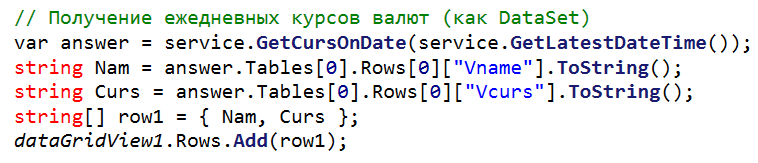 // Получение ежедневных курсов валют (как DataSet)
var answer = service.GetCursOnDate(service.GetLatestDateTime());
string Nam = answer.Tables[0].Rows[0]["Vname"].ToString();
string Curs = answer.Tables[0].Rows[0]["Vcurs"].ToString();
string[] row1 = { Nam, Curs };
dataGridView1.Rows.Add(row1);